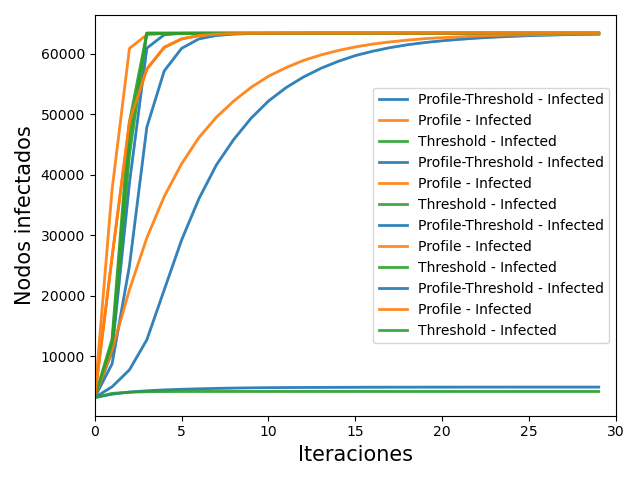 60000
50000
40000
30000
20000
10000
Nodos infectados
Profile-Threshold - Infected
Profile - Infected
Threshold - Infected
Profile-Threshold - Infected
Profile - Infected
Threshold - Infected
Profile-Threshold - Infected
Profile - Infected
Threshold - Infected
Profile-Threshold - Infected
Profile - Infected
Threshold - Infected
0 5 10 15 20 25 30
Iteraciones